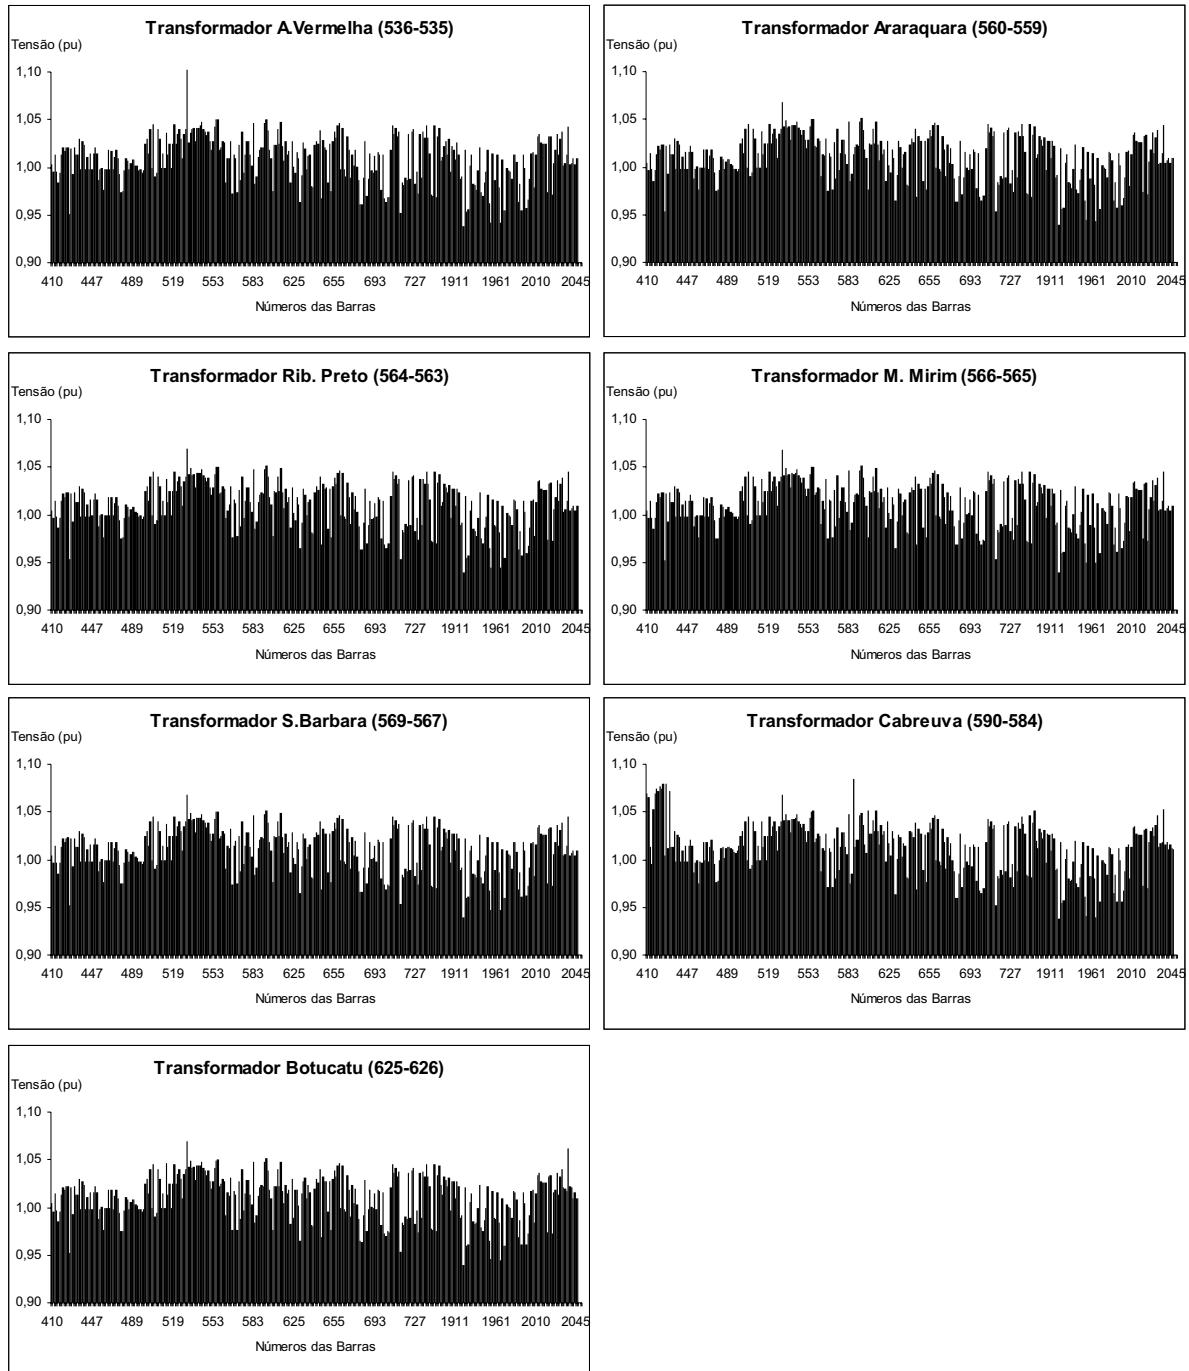 Transformador A.Vermelha (536-535)
Tensão (pu)
1,10
1,05
1,00
0,95
0,90
410 447 489 519 553 583 625 655 693 727 1911 1961 2010 2045
Números das Barras
Transformador Araraquara (560-559)
Tensão (pu)
1,10
1,05
1,00
0,95
0,90
410 447 489 519 553 583 625 655 693 727 1911 1961 2010 2045
Números das Barras
Transformador Rib. Preto (564-563)
Tensão (pu)
1,10
1,05
1,00
0,95
0,90
410 447 489 519 553 583 625 655 693 727 1911 1961 2010 2045
Números das Barras
Transformador M. Mirim (566-565)
Tensão (pu)
1,10
1,05
1,00
0,95
0,90
410 447 489 519 553 583 625 655 693 727 1911 1961 2010 2045
Números das Barras
Transformador S.Barbara (569-567)
Tensão (pu)
1,10
1,05
1,00
0,95
0,90
410 447 489 519 553 583 625 655 693 727 1911 1961 2010 2045
Números das Barras
Transformador Cabreuva (590-584)
Tensão (pu)
1,10
1,05
1,00
0,95
0,90
410 447 489 519 553 583 625 655 693 727 1911 1961 2010 2045
Números das Barras
Transformador Botucatu (625-626)
Tensão (pu)
1,10
1,05
1,00
0,95
0,90
410 447 489 519 553 583 625 655 693 727 1911 1961 2010 2045
Números das Barras